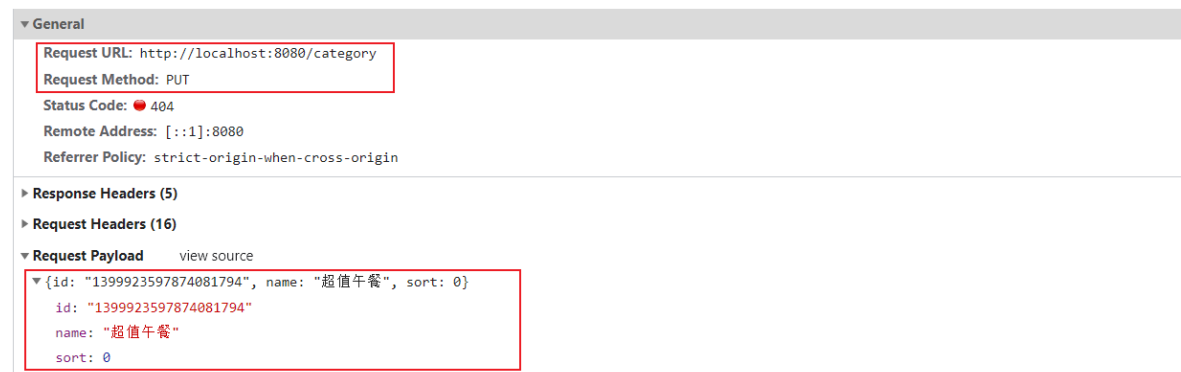 General
Request URL: http://localhost:8080/category
Request Method: PUT
Status Code: 404
Remote Address: [::1]:8080
Referrer Policy: strict-origin-when-cross-origin
Response Headers (5)
Request Headers (16)
Request Payload view source
{id: "1399923597874081794", name: "超值午餐", sort: 0}
id: "1399923597874081794"
name: "超值午餐"
sort: 0